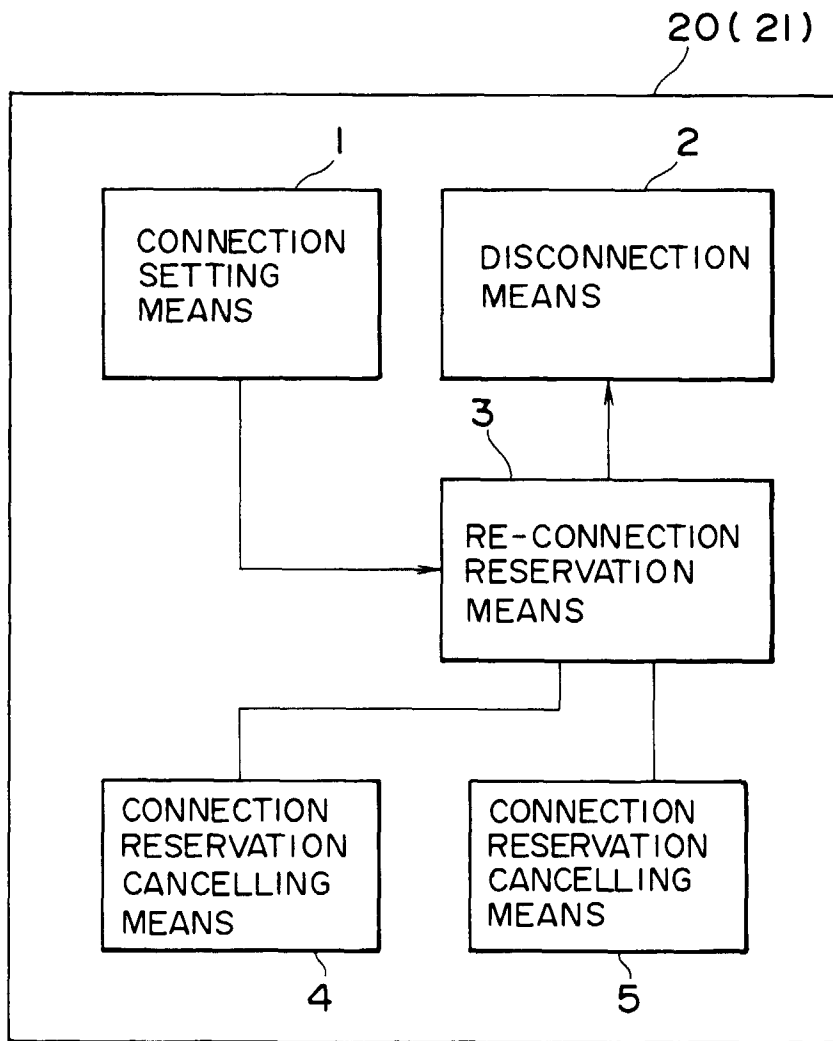 20(21)
1
CONNECTION
SETTING
MEANS
2
DISCONNECTION
MEANS
3
RE-CONNECTION
RESERVATION
MEANS
CONNECTION
RESERVATION
CANCELLING
MEANS
4
CONNECTION
RESERVATION
CANCELLING
MEANS
5